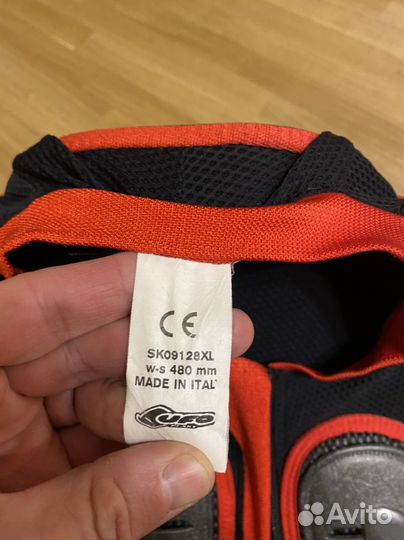 CE
SK09128XL
w-s 480 mm
MADE IN ITAL
UFO
Avito